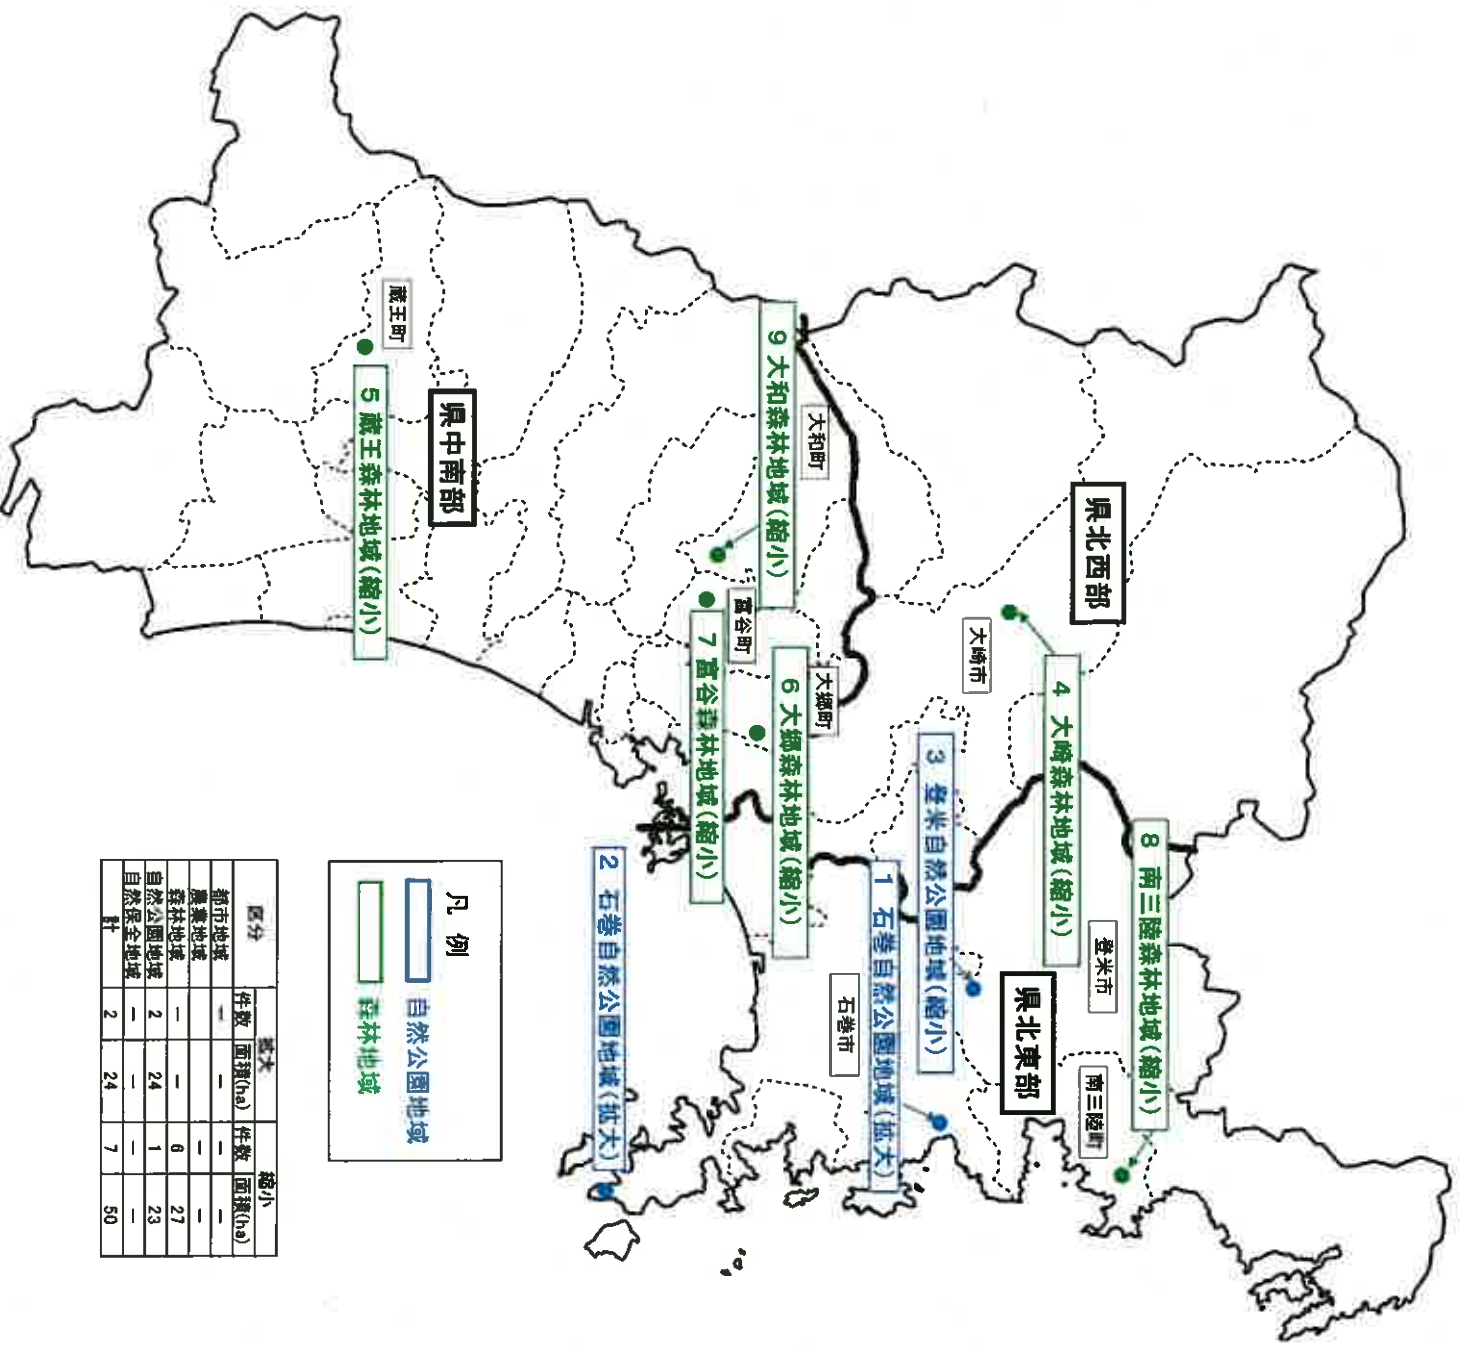 8 南三陸森林地域(縮小)
県北西部
登米市
南三陸町
4 大崎森林地域(縮小)
県北東部
大崎市
3 登米自然公園地域(縮小)
1 石巻自然公園地域(拡大)
石巻市
大郷町
大和町
6 大郷森林地域(縮小)
9 大和森林地域(縮小)
富谷町
7 富谷森林地域(縮小)
2 石巻自然公園地域(拡大)
県中南部
蔵王町
5 蔵王森林地域(縮小)
凡 例
自然公園地域
森林地域
区分 拡大 縮小
件数 面積(ha) 件数 面積(ha)
都市地域 － － － －
農業地域 － － － －
森林地域 － － 6 27
自然公園地域 2 24 1 23
自然保全地域 － － － －
計 2 24 7 50